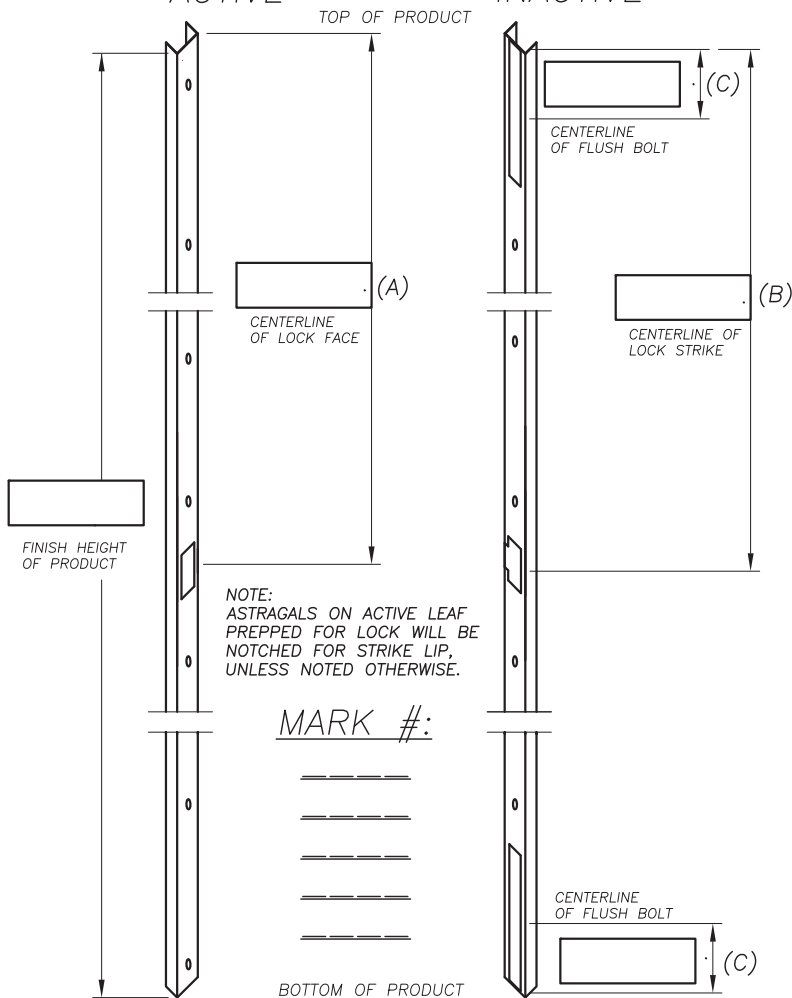 ACTIVE
INACTIVE
TOP OF PRODUCT
(C)
CENTERLINE
OF FLUSH BOLT
(A)
CENTERLINE
OF LOCK FACE
(B)
CENTERLINE OF
LOCK STRIKE
FINISH HEIGHT
OF PRODUCT
NOTE:
ASTRAGALS ON ACTIVE LEAF
PREPPED FOR LOCK WILL BE
NOTCHED FOR STRIKE LIP,
UNLESS NOTED OTHERWISE.
MARK #:
CENTERLINE
OF FLUSH BOLT
(C)
BOTTOM OF PRODUCT